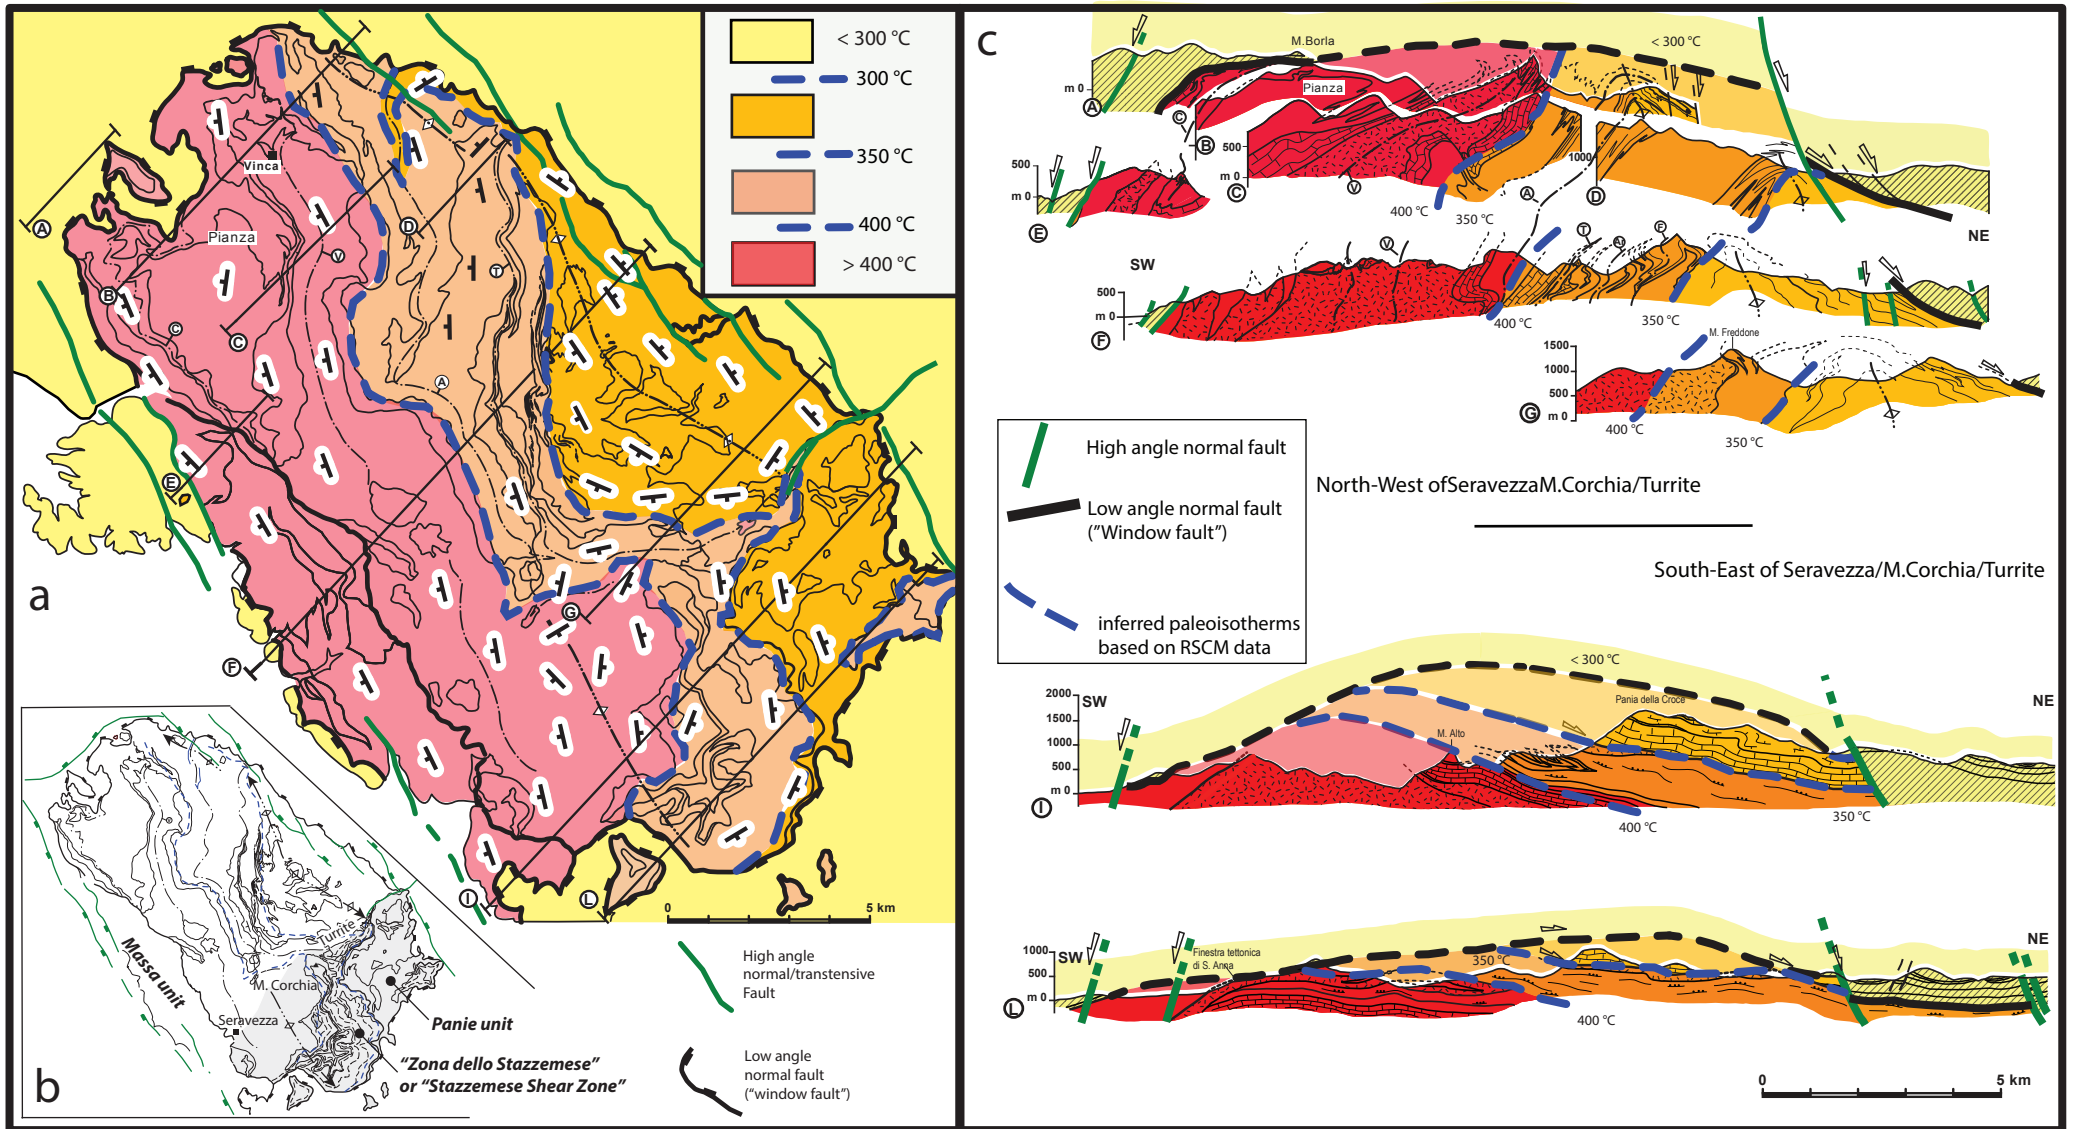 < 300 °C
300 °C
350 °C
400 °C
> 400 °C
Vinca
A
Pianza
D
V
T
B
C
C
A
E
a
G
F
I
L
0
5 km
Massa unit
Turrite
M. Corchia
Seravezza
Panie unit
“Zona dello Stazzemese”
or “Stazzemese Shear Zone”
b
High angle
normal/transtensive
Fault
Low angle
normal fault
(“window fault”)
c
M.Borla
< 300 °C
m 0
A
Pianza
C
B
500
m 0
C
V
1000
D
A
400 °C
350 °C
500
m 0
E
NE
SW
V
T
Ar
F
500
m 0
F
400 °C
350 °C
M. Freddone
1500
1000
500
m 0
G
400 °C
350 °C
High angle normal fault
Low angle normal fault
(”Window fault”)
inferred paleoisotherms
based on RSCM data
North-West ofSeravezzaM.Corchia/Turrite
South-East of Seravezza/M.Corchia/Turrite
< 300 °C
2000
SW
1500
1000
500
m 0
I
M. Alto
Pania della Croce
NE
400 °C
350 °C
1000
SW
500
m 0
L
Finestra tettonica
di S. Anna
350 °C
400 °C
NE
0
5 km